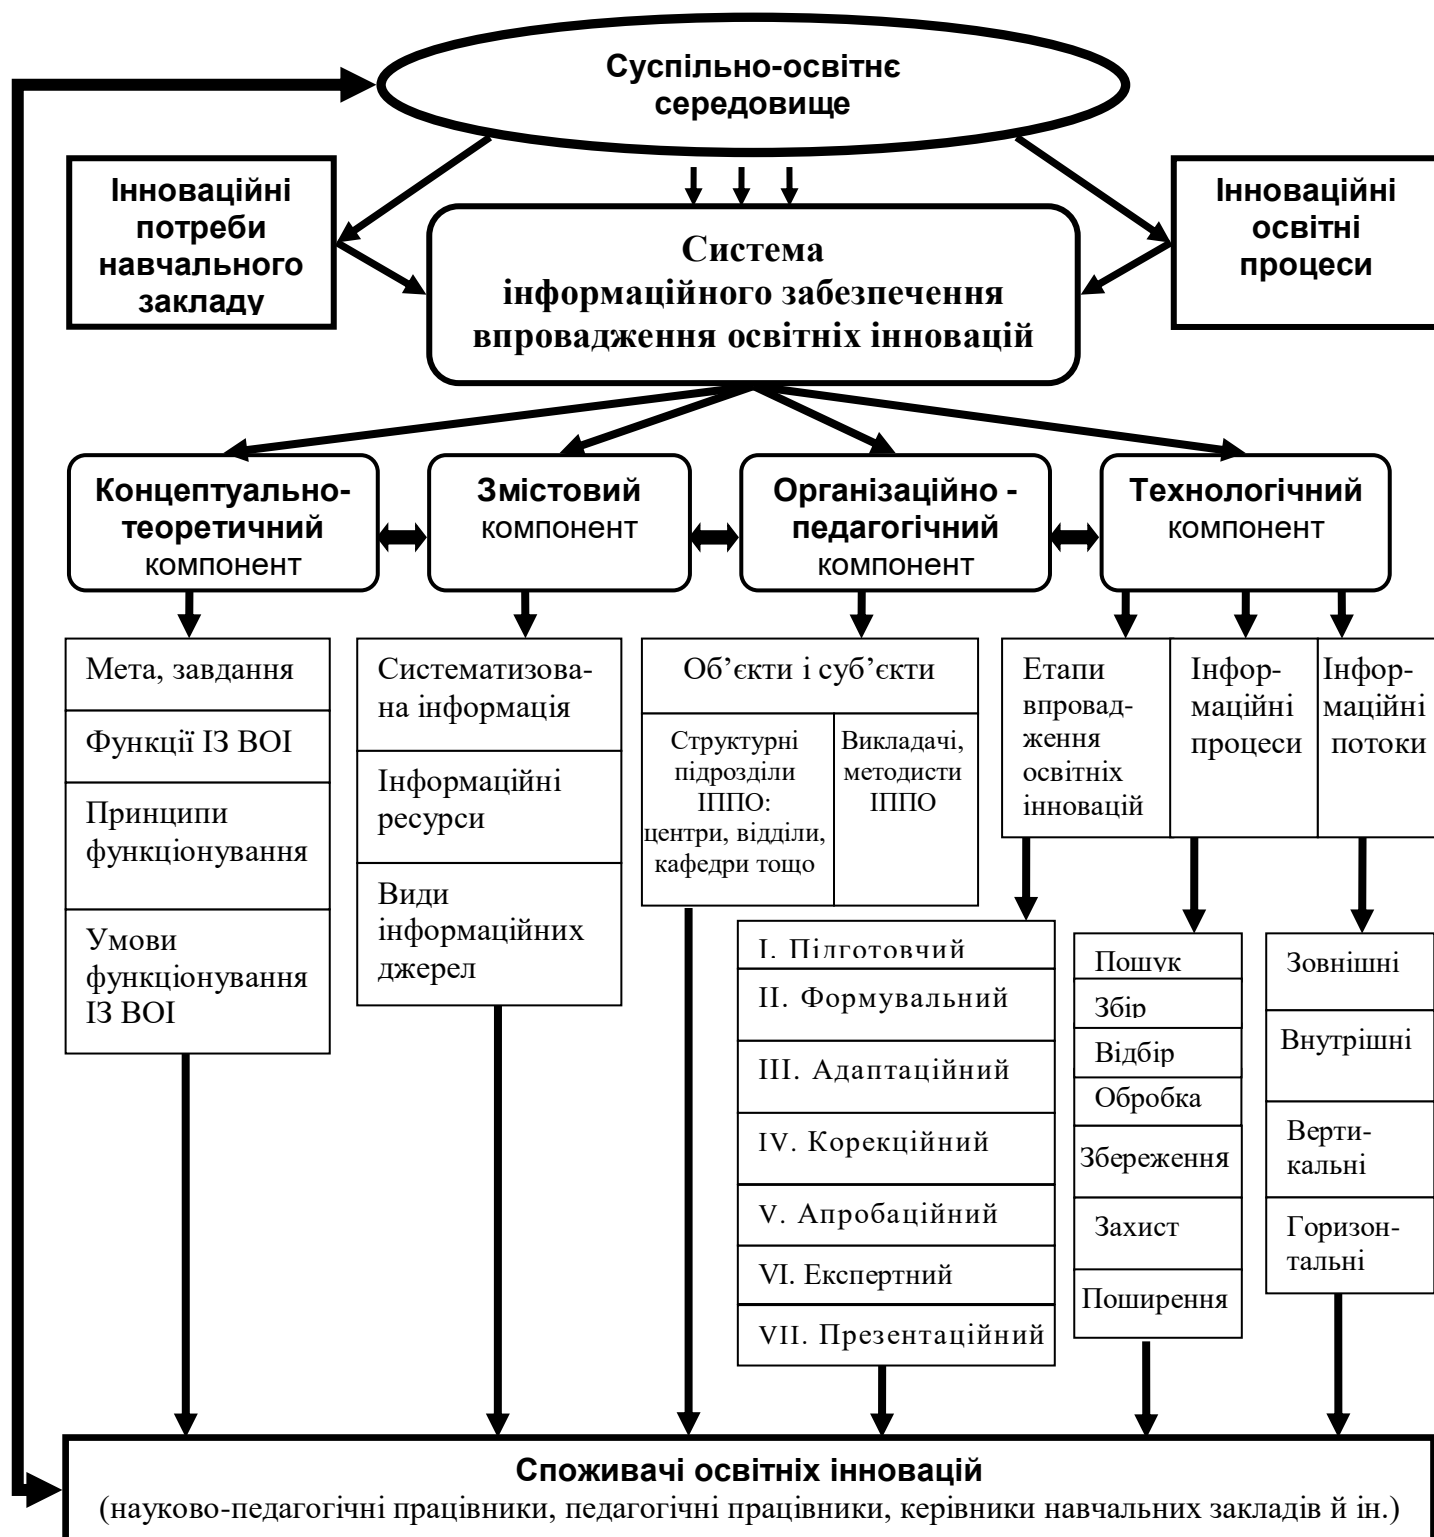 Суспільно-освітнє
середовище
Інноваційні
потреби
навчального
закладу
Система
інформаційного забезпечення
впровадження освітніх інновацій
Інноваційні
освітні
процеси
Концептуально-
теоретичний
компонент
Змістовий
компонент
Організаційно -
педагогічний
компонент
Технологічний
компонент
Мета, завдання
Функції ІЗ ВОІ
Принципи
функціонування
Умови
функціонування
ІЗ ВОІ
Систематизова-
на інформація
Інформаційні
ресурси
Види
інформаційних
джерел
Об’єкти і суб’єкти
Структурні
підрозділи
ІППО:
центри, відділи,
кафедри тощо
Викладачі,
методисти
ІППО
Етапи
впровад-
ження
освітніх
інновацій
Інфор-
маційні
процеси
Інфор-
маційні
потоки
I. Підготовчий
II. Формувальний
III. Адаптаційний
IV. Корекційний
V. Апробаційний
VI. Експертний
VII. Презентаційний
Пошук
Збір
Відбір
Обробка
Збереження
Захист
Поширення
Зовнішні
Внутрішні
Верти-
кальні
Горизон-
тальні
Споживачі освітніх інновацій
(науково-педагогічні працівники, педагогічні працівники, керівники навчальних закладів й ін.)